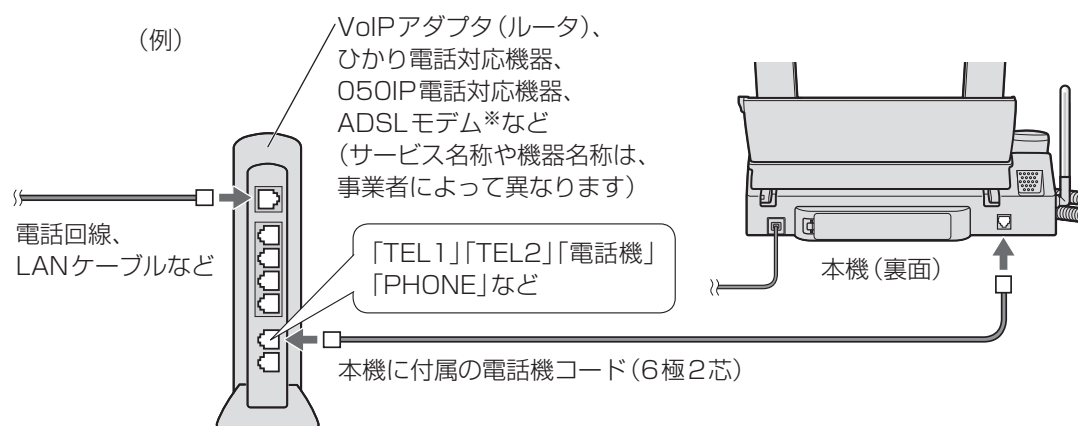 (例)
VoIPアダプタ(ルータ)、
ひかり電話対応機器、
050IP電話対応機器、
ADSLモデム※など
(サービス名称や機器名称は、
事業者によって異なります)
電話回線、
LANケーブルなど
「TEL1」「TEL2」「電話機」
「PHONE」など
本機(裏面)
本機に付属の電話機コード(6極2芯)